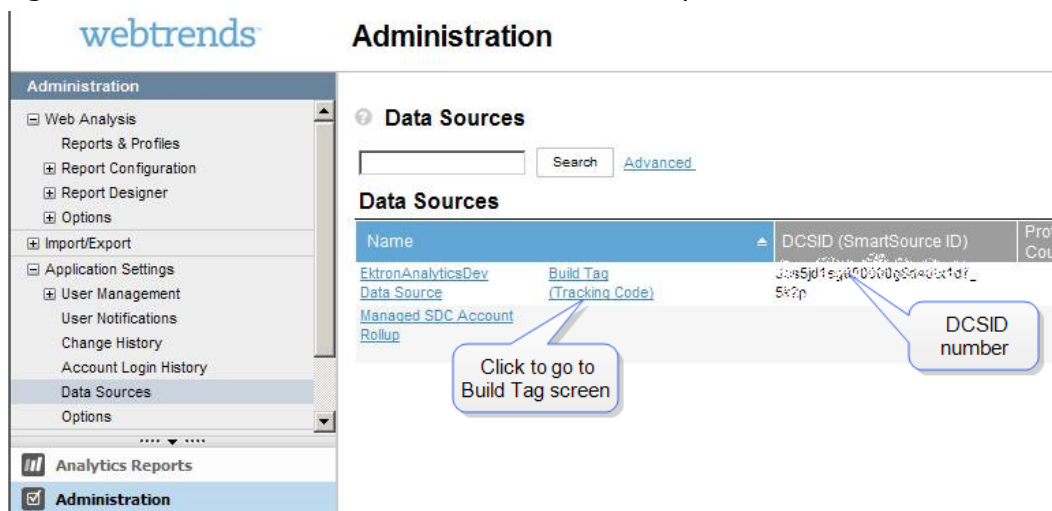 webtrends
Administration
Administration
Web Analysis
Reports & Profiles
Report Configuration
Report Designer
Options
Import/Export
Application Settings
User Management
User Notifications
Change History
Account Login History
Data Sources
Options
Analytics Reports
Administration
Data Sources
Search Advanced
Data Sources
Name DCSID (SmartSource ID)
EktronAnalyticsDev Build Tag
Data Source (Tracking Code)
Managed SDC Account
Rollup
Click to go to
Build Tag screen
DCSID
number